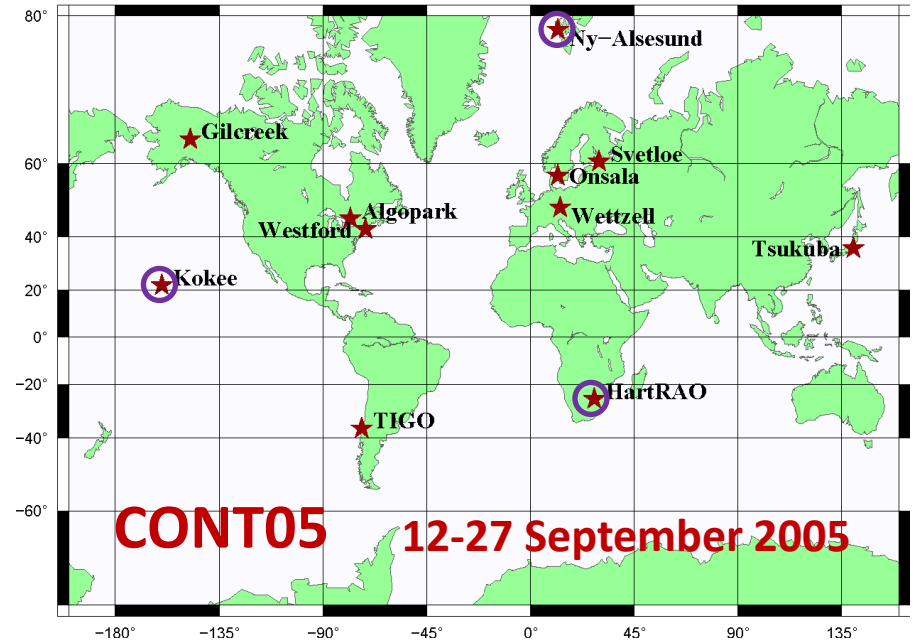 80°
Ny−Alsesund
Gilcreek
60°
Svetloe
Onsala
Algopark
Wettzell
Westford
40°
Tsukuba
Kokee
20°
0°
−20°
HartRAO
TIGO
−40°
−60°
CONT05
12-27 September 2005
−180° −135° −90° −45° 0° 45° 90° 135°